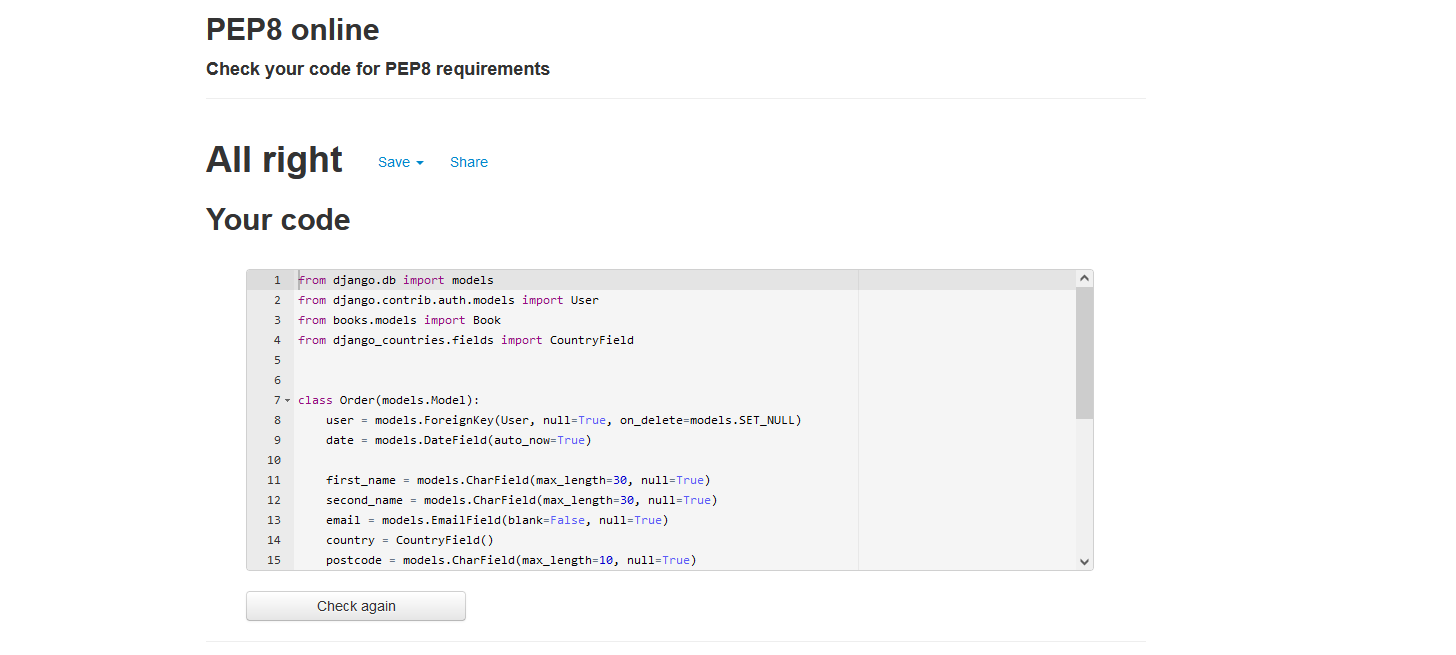 PEP8 online
Check your code for PEP8 requirements
All right Save Share
Your code
1 from django.db import models
2 from django.contrib.auth.models import User
3 from books.models import Book
4 from django_countries.fields import CountryField
5
6
7 class Order(models.Model):
8 user = models.ForeignKey(User, null=True, on_delete=models.SET_NULL)
9 date = models.DateField(auto_now=True)
10
11 first_name = models.CharField(max_length=30, null=True)
12 second_name = models.CharField(max_length=30, null=True)
13 email = models.EmailField(blank=False, null=True)
14 country = CountryField()
15 postcode = models.CharField(max_length=10, null=True)
Check again